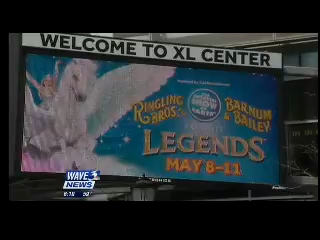 WELCOME TO XL CENTER
RINGLING BROS.
BARNUM & BAILEY
LEGENDS
MAY 8-11
WAVE 3
NEWS